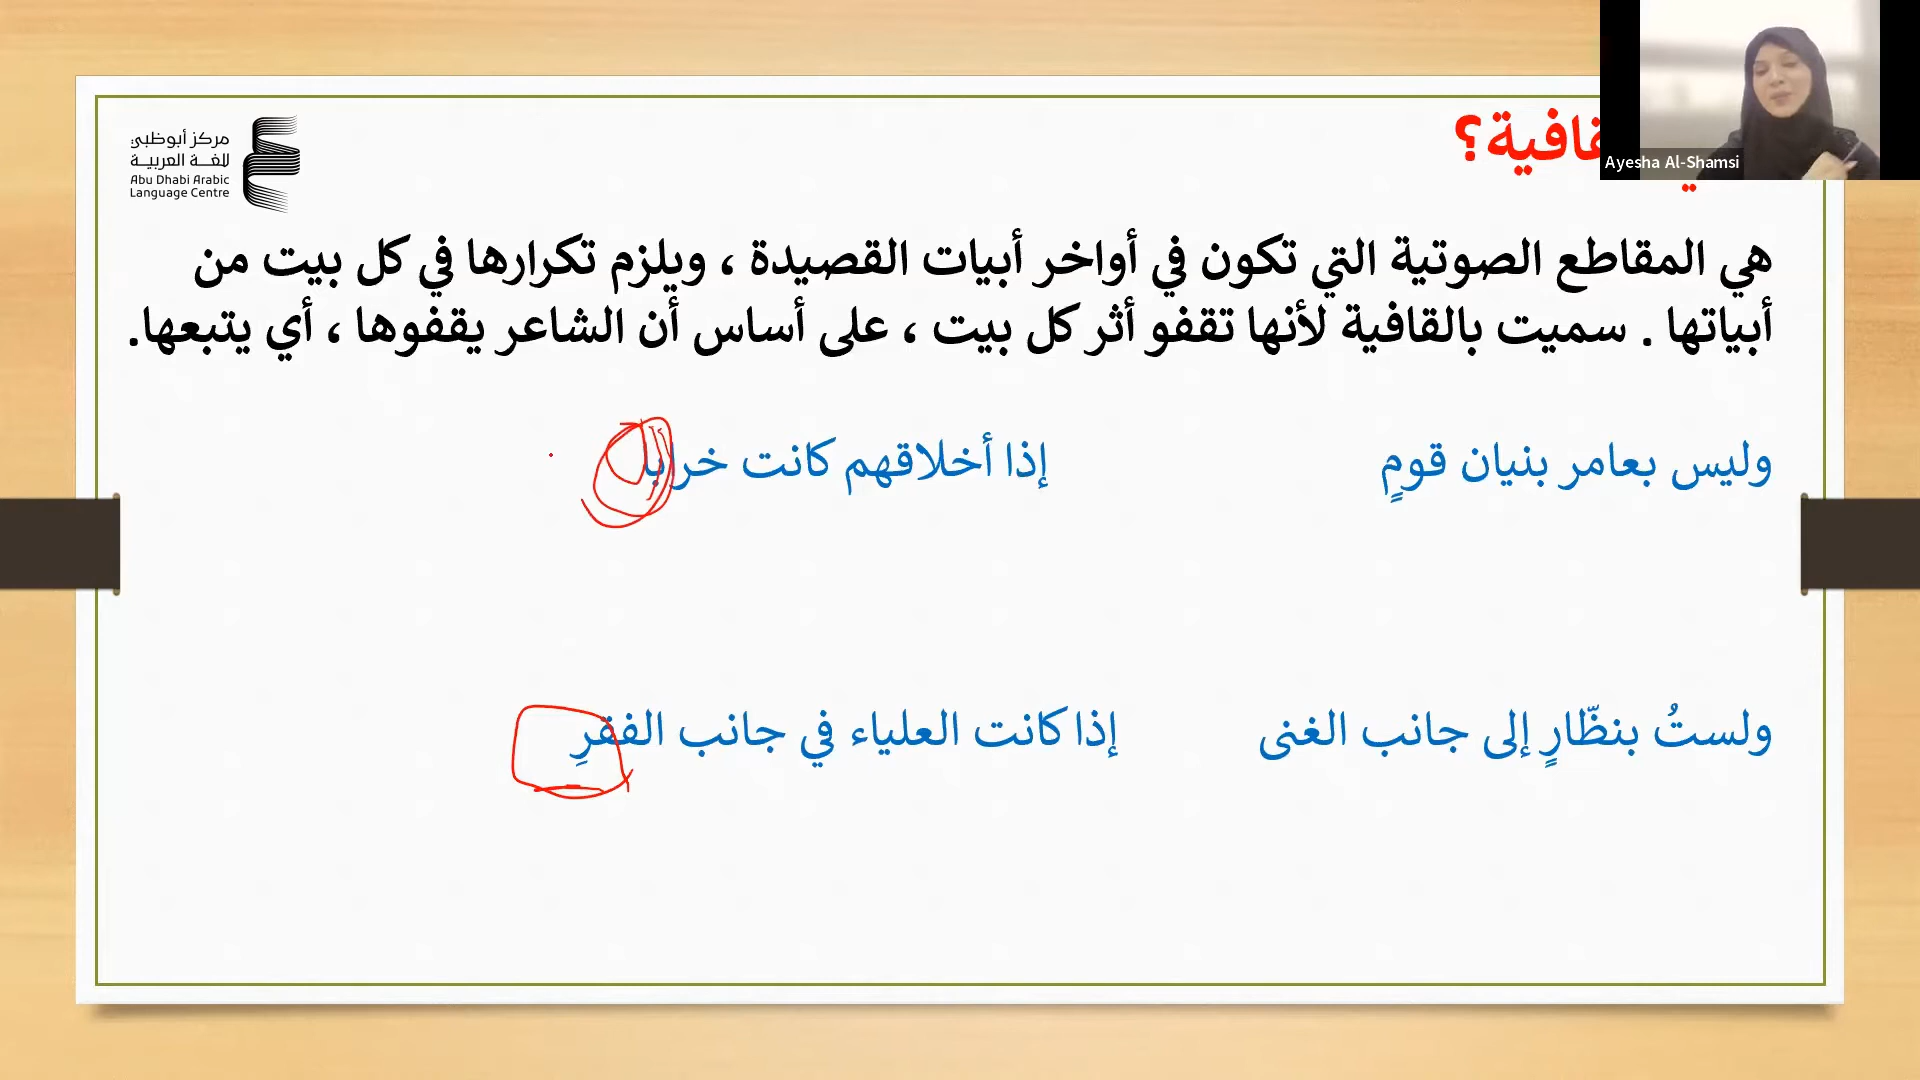 قافية؟
Ayesha Al-Shamsi
مركز أبوظبي
للغة العربية
Abu Dhabi Arabic
Language Centre
هي المقاطع الصوتية التي تكون في أواخر أبيات القصيدة ، ويلزم تكرارها في كل بيت من
أبياتها . سميت بالقافية لأنها تقفو أثر كل بيت ، على أساس أن الشاعر يقفوها ، أي يتبعها.
وليس بعامر بنيان قومٍ إذا أخلاقهم كانت خرابا
ولستُ بنظّارٍ إلى جانب الغنى إذا كانت العلياء في جانب الفقرِ